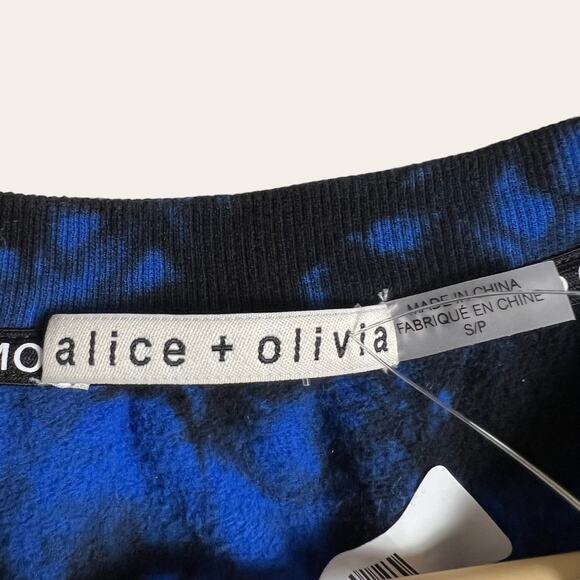 MO
alice + olivia
MADE IN CHINA
FABRIQUÉ EN CHINE
S/P